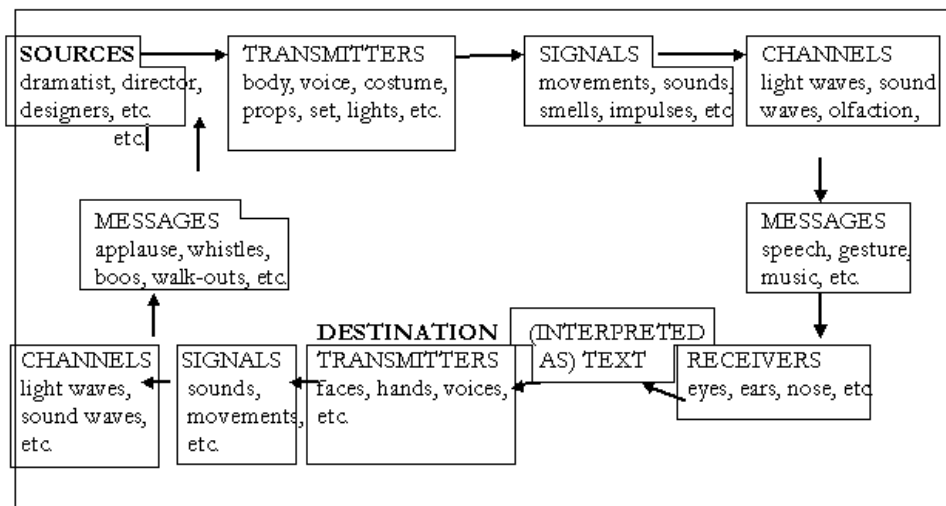 SOURCES
dramatist, director,
designers, etc.
etc.
TRANSMITTERS
body, voice, costume,
props, set, lights, etc.
SIGNALS
movements, sounds,
smells, impulses, etc
CHANNELS
light waves, sound
waves, olfaction,
MESSAGES
speech, gesture,
music, etc.
RECEIVERS
eyes, ears, nose, etc
(INTERPRETED
AS) TEXT
DESTINATION
TRANSMITTERS
faces, hands, voices,
etc.
SIGNALS
sounds,
movements,
etc.
CHANNELS
light waves,
sound waves,
etc.
MESSAGES
applause, whistles,
boos, walk-outs, etc.